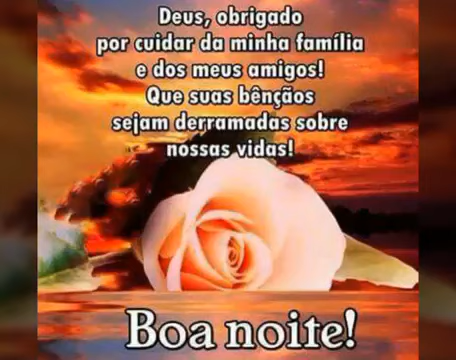 Deus, obrigado
por cuidar da minha família
e dos meus amigos!
Que suas bênçãos
sejam derramadas sobre
nossas vidas!
Boa noite!